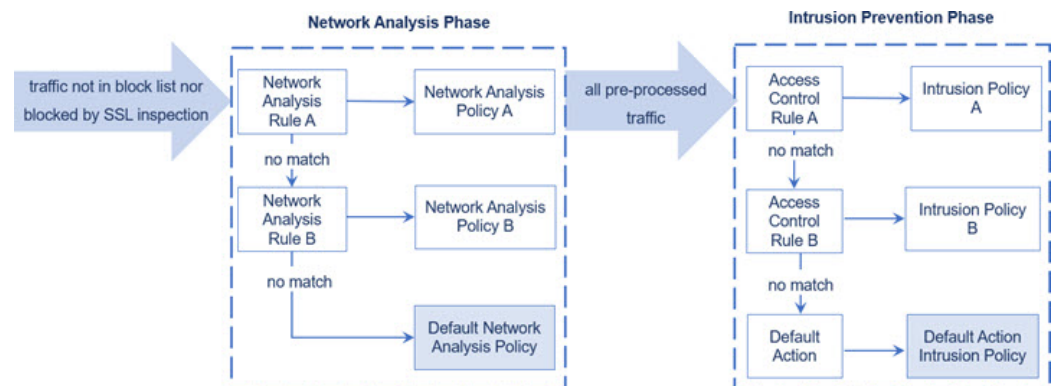 Network Analysis Phase
traffic not in block list nor
blocked by SSL inspection
Network
Analysis
Rule A
Network Analysis
Policy A
no match
Network
Analysis
Rule B
Network Analysis
Policy B
no match
Default Network
Analysis Policy
all pre-processed
traffic
Intrusion Prevention Phase
Access
Control
Rule A
Intrusion Policy
A
no match
Access
Control
Rule B
Intrusion Policy
B
no match
Default
Action
Default Action
Intrusion Policy